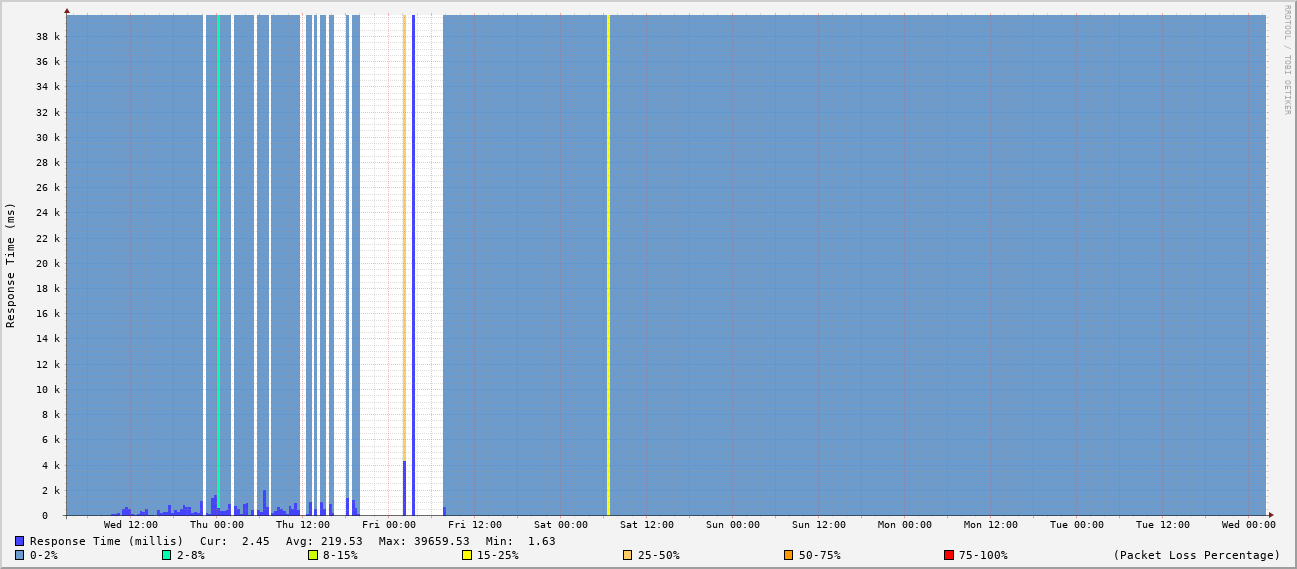 RRDTOOL / TOBI OETIKER
Response Time (ms)
38 k
36 k
34 k
32 k
30 k
28 k
26 k
24 k
22 k
20 k
18 k
16 k
14 k
12 k
10 k
8 k
6 k
4 k
2 k
0
Wed 12:00 Thu 00:00 Thu 12:00 Fri 00:00 Fri 12:00 Sat 00:00 Sat 12:00 Sun 00:00 Sun 12:00 Mon 00:00 Mon 12:00 Tue 00:00 Tue 12:00 Wed 00:00
Response Time (millis) Cur: 2.45 Avg: 219.53 Max: 39659.53 Min: 1.63
0-2% 2-8% 8-15% 15-25% 25-50% 50-75% 75-100% (Packet Loss Percentage)